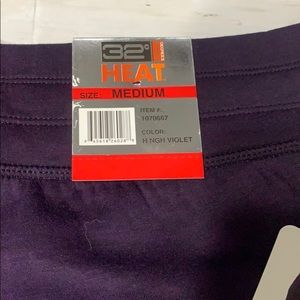 32°
HEAT
SIZE: MEDIUM
ITEM #:
1070667
COLOR:
H NGH VIOLET